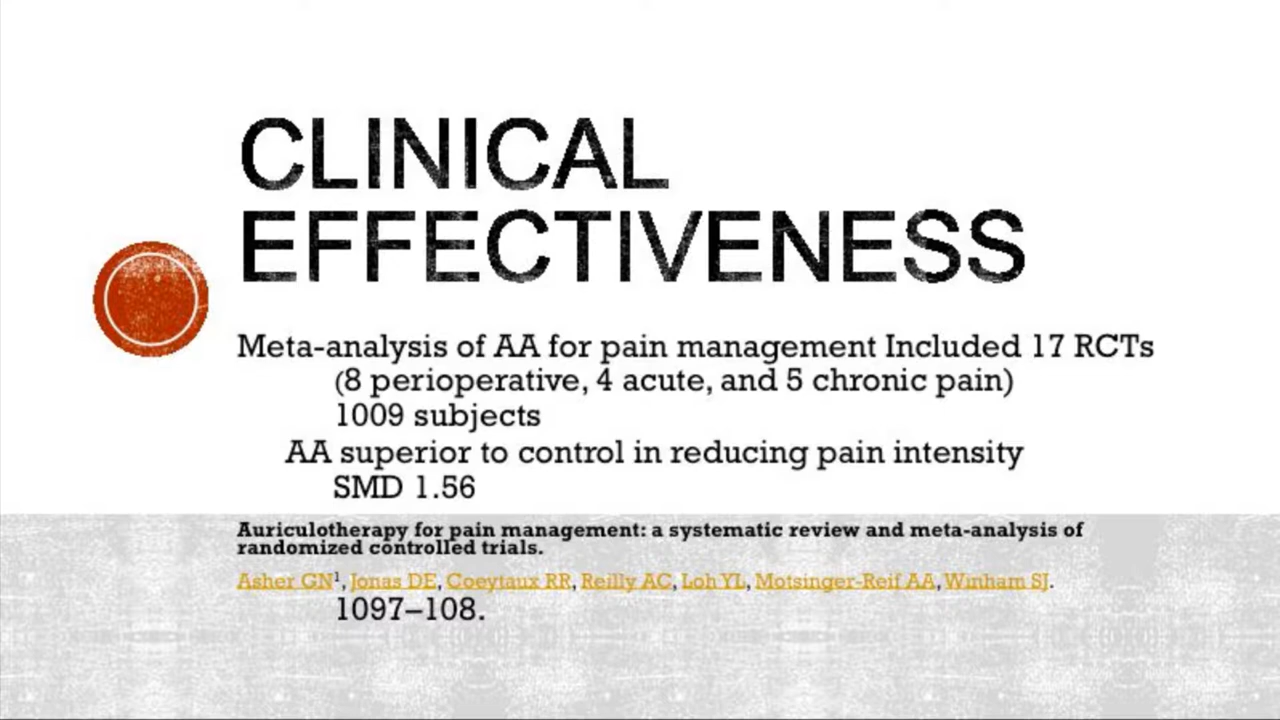 CLINICAL
EFFECTIVENESS
Meta-analysis of AA for pain management Included 17 RCTs
(8 perioperative, 4 acute, and 5 chronic pain)
1009 subjects
AA superior to control in reducing pain intensity
SMD 1.56
Auriculotherapy for pain management: a systematic review and meta-analysis of
randomized controlled trials.
Asher GN¹, Jonas DE, Coeytaux RR, Reilly AC, Loh YL, Motsinger-Reif AA, Winham SJ.
1097–108.